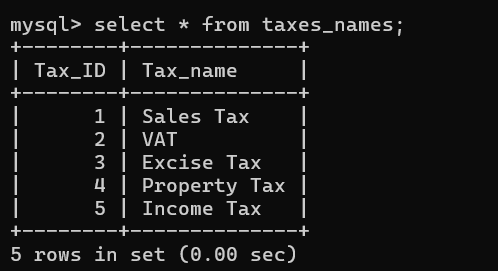 mysql> select * from taxes_names;
+--------+--------------+
| Tax_ID | Tax_name     |
+--------+--------------+
|      1 | Sales Tax    |
|      2 | VAT          |
|      3 | Excise Tax   |
|      4 | Property Tax |
|      5 | Income Tax   |
+--------+--------------+
5 rows in set (0.00 sec)